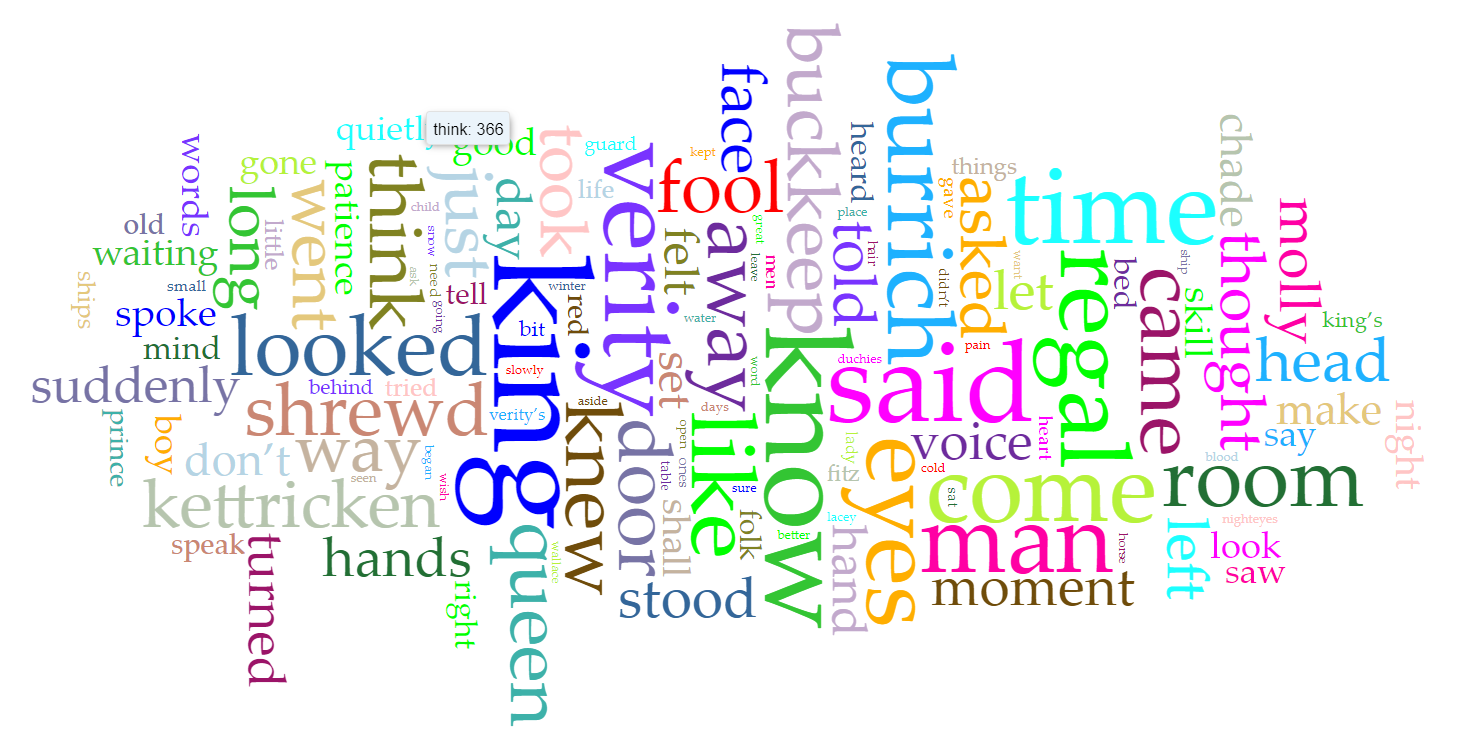 buckkeep
burrich
face
think: 366
quietly
good
took
guard
kept
heard
things
chade
words
gone
patience
think
just
day
life
verity
fool
gave
asked
time
molly
old
long
little
went
child
snow
need
felt
away
great
place
told
hair
want
ship
thought
waiting
small
ask
going
tell
king
winter
red
men
leave
didn't
let
regal
bed
came
skill
ships
spoke
mind
looked
bit
water
know
pain
king's
suddenly
behind
tried
slowly
set
word
duchies
said
head
shrewd
verity's
aside
days
like
prince
boy
don't
way
began
seen
wish
knew
door
open
ones
table
lady
fitz
eyes
voice
heart
cold
sat
make
say
night
blood
kettricken
come
room
speak
turned
hands
queen
wallace
shall
folk
sure
better
lacey
hand
man
horse
left
nighteyes
look
saw
right
stood
moment